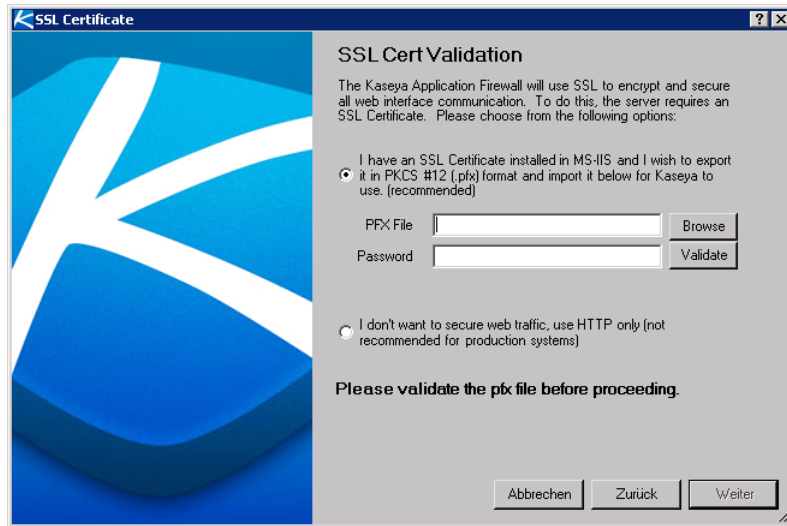 SSL Certificate
SSL Cert Validation
The Kaseya Application Firewall will use SSL to encrypt and secure
all web interface communication. To do this, the server requires an
SSL Certificate. Please choose from the following options:
I have an SSL Certificate installed in MS-IIS and I wish to export
it in PKCS #12 (.pfx) format and import it below for Kaseya to
use. (recommended)
PFX File
Browse
Password
Validate
I don't want to secure web traffic, use HTTP only (not
recommended for production systems)
Please validate the pfx file before proceeding.
Abbrechen
Zurück
Weiter